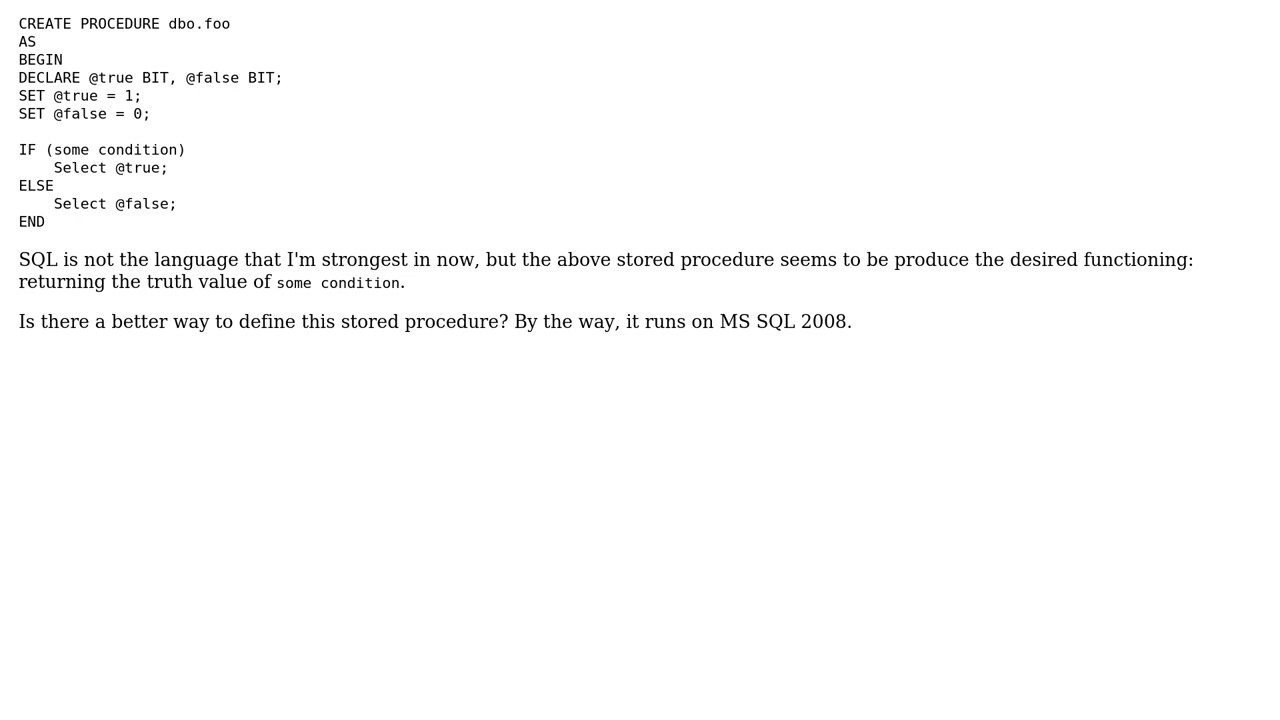 CREATE PROCEDURE dbo.foo
AS
BEGIN
DECLARE @true BIT, @false BIT;
SET @true = 1;
SET @false = 0;

IF (some condition)
    Select @true;
ELSE
    Select @false;
END

SQL is not the language that I'm strongest in now, but the above stored procedure seems to be produce the desired functioning:
returning the truth value of some condition.

Is there a better way to define this stored procedure? By the way, it runs on MS SQL 2008.